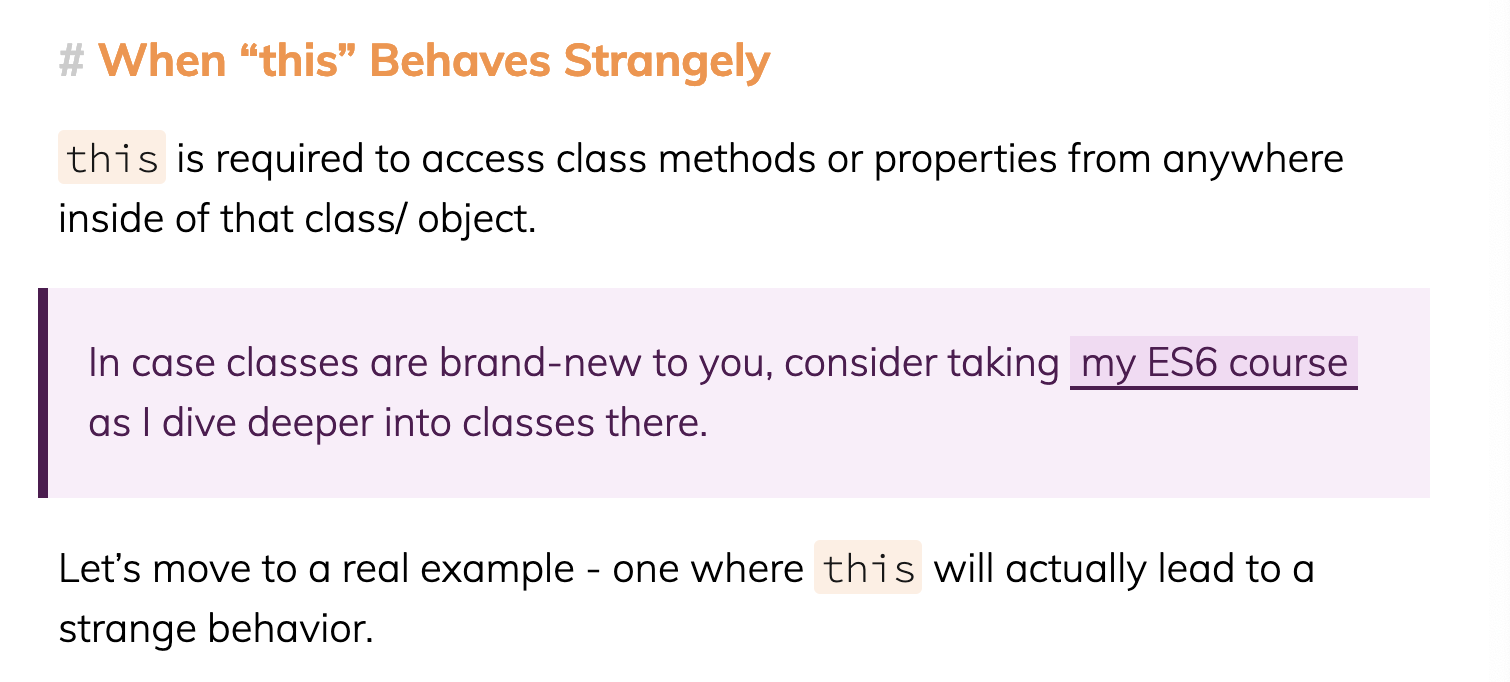 # When “this” Behaves Strangely
this is required to access class methods or properties from anywhere
inside of that class/ object.
In case classes are brand-new to you, consider taking my ES6 course
as I dive deeper into classes there.
Let’s move to a real example - one where this will actually lead to a
strange behavior.